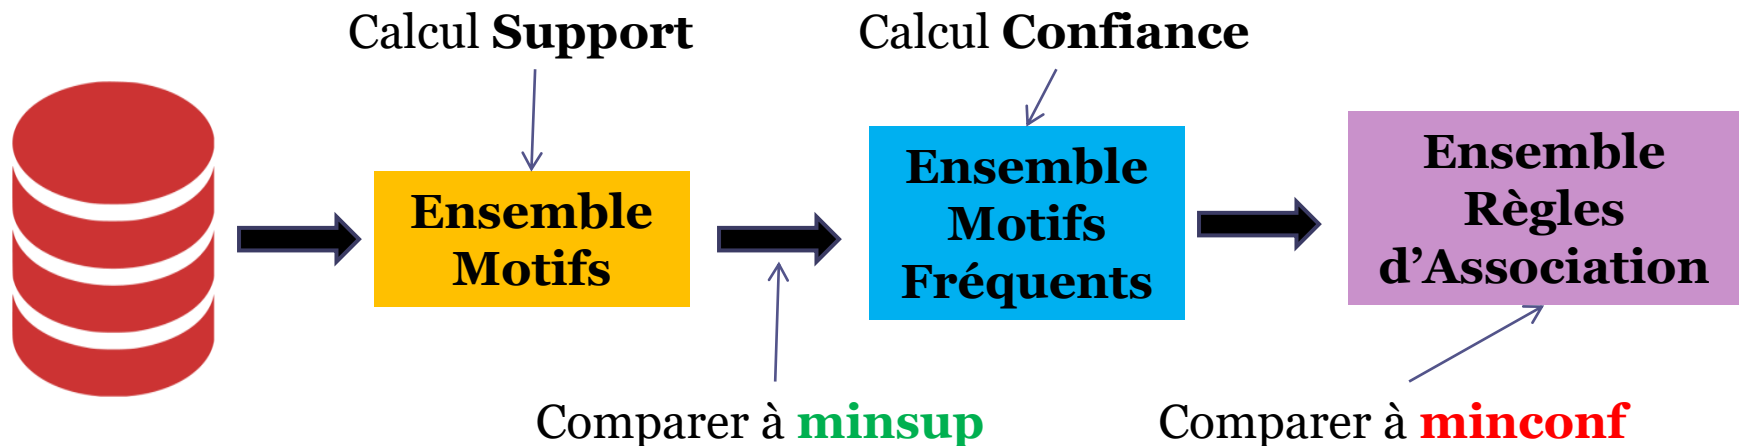 Calcul Support
Calcul Confiance
Ensemble
Motifs
Ensemble
Motifs
Fréquents
Ensemble
Règles
d’Association
Comparer à minsup
Comparer à minconf